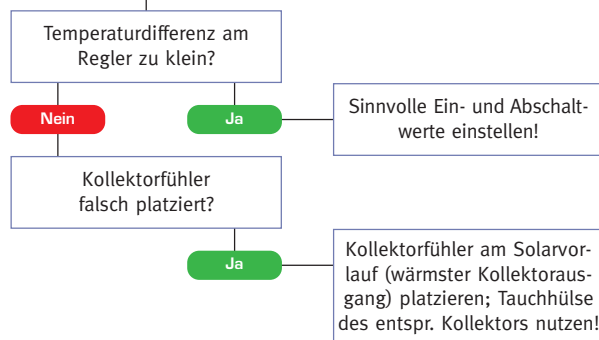 Temperaturdifferenz am
Regler zu klein?
Nein
Ja
Sinnvolle Ein- und Abschalt-
werte einstellen!
Kollektorfühler
falsch platziert?
Ja
Kollektorfühler am Solarvor-
lauf (wärmster Kollektoraus-
gang) platzieren; Tauchhülse
des entspr. Kollektors nutzen!